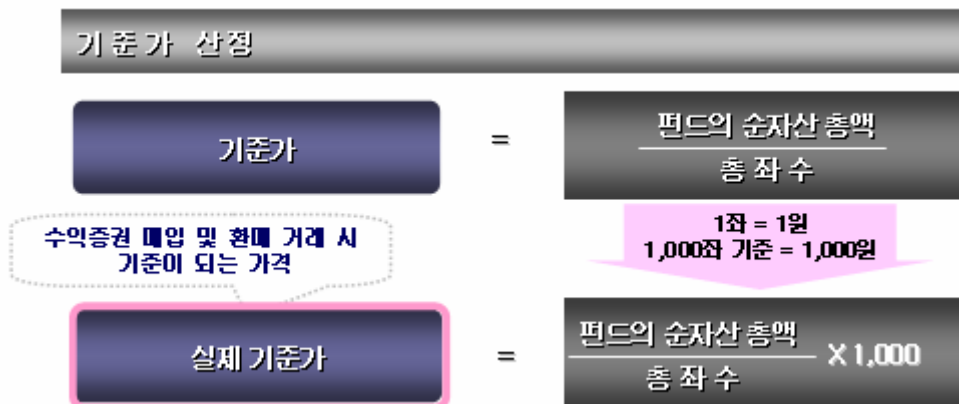 기준가 산정
기준가
=
펀드의 순자산 총액
총 좌 수
수익증권 매입 및 환매 거래 시
기준이 되는 가격
1좌 = 1원
1,000좌 기준 = 1,000원
실제 기준가
=
펀드의 순자산 총액
총 좌 수
X 1,000